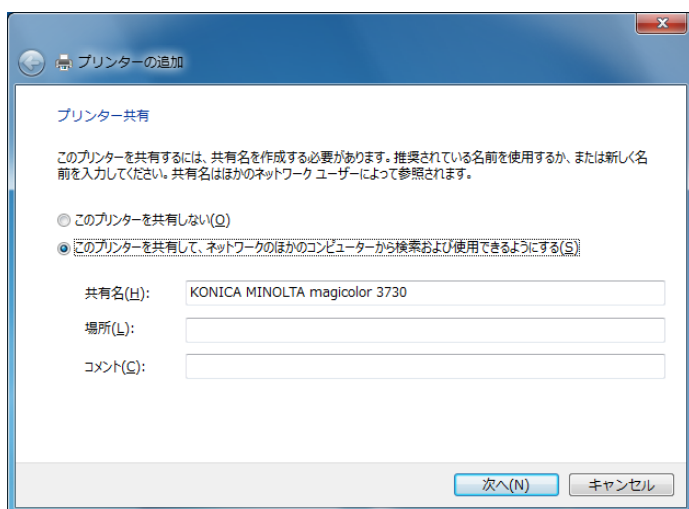 プリンターの追加
プリンター共有
このプリンターを共有するには、共有名を作成する必要があります。推奨されている名前を使用するか、または新しく名
前を入力してください。共有名はほかのネットワーク ユーザーによって参照されます。
このプリンターを共有しない(O)
このプリンターを共有して、ネットワークのほかのコンピューターから検索および使用できるようにする(S)
共有名(H): KONICA MINOLTA magicolor 3730
場所(L):
コメント(C):
次へ(N) キャンセル